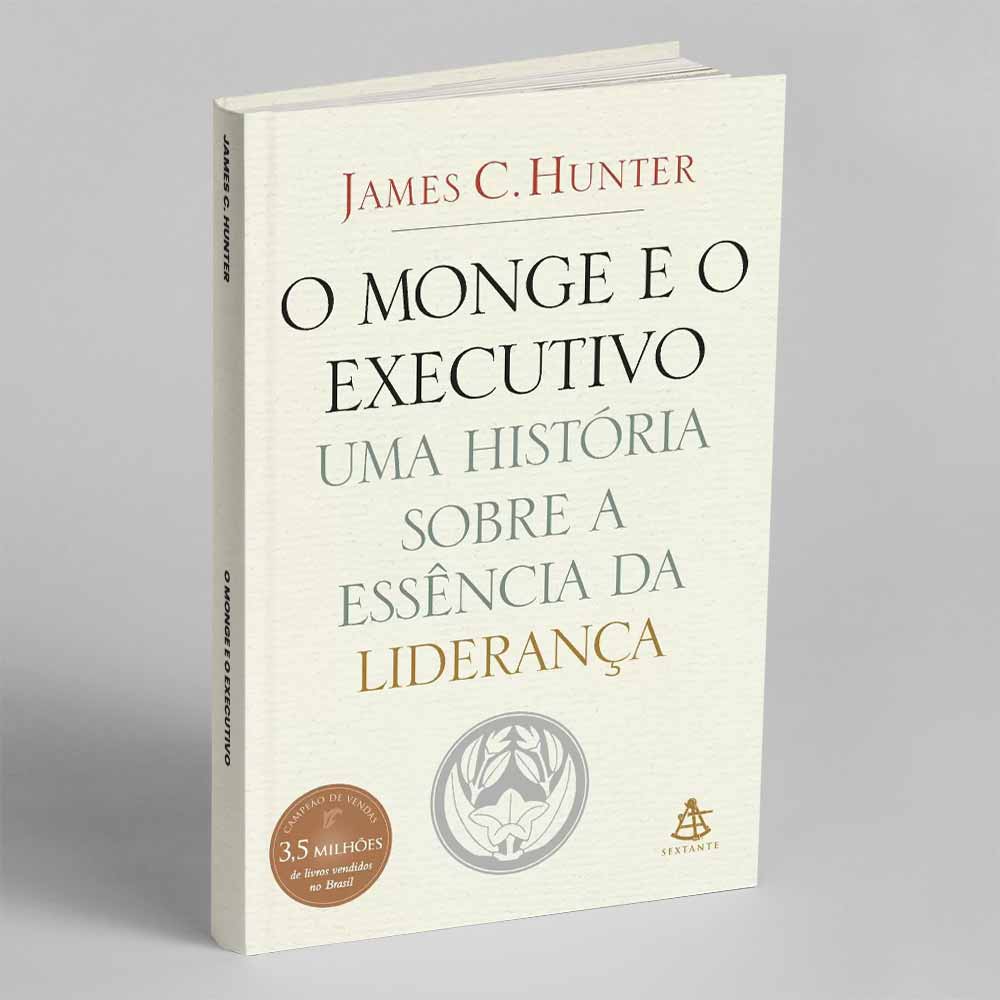 JAMES C. HUNTER
O MONGE E O EXECUTIVO
JAMES C. HUNTER
O MONGE E O
EXECUTIVO
UMA HISTÓRIA
SOBRE A
ESSÊNCIA DA
LIDERANÇA
CAMPEÃO DE VENDAS
3,5 MILHÕES
de livros vendidos
no Brasil
SEXTANTE